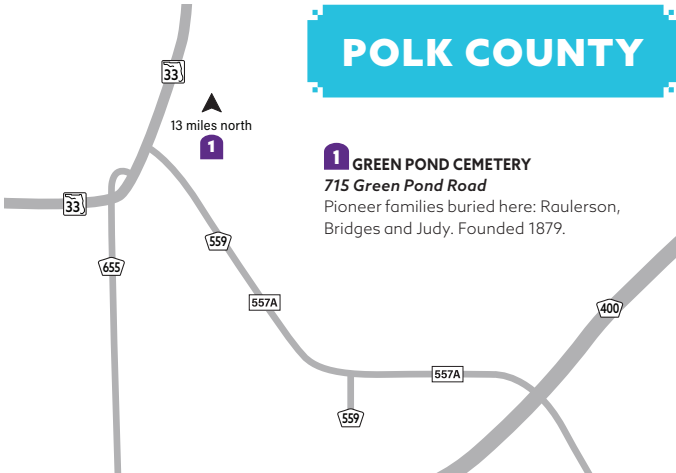 POLK COUNTY
33
13 miles north
1
1 GREEN POND CEMETERY
715 Green Pond Road
Pioneer families buried here: Raulerson,
Bridges and Judy. Founded 1879.
33
559
655
557A
400
557A
559